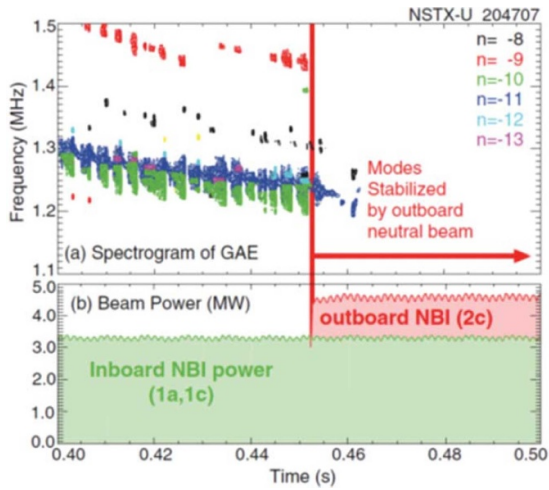 NSTX-U 204707
1.5
1.4
1.3
1.2
1.1
Frequency (MHz)
n= -8
n= -9
n= -10
n= -11
n= -12
n= -13
Modes
Stabilized
by outboard
neutral beam
(a) Spectrogram of GAE
5.0
4.0
3.0
2.0
1.0
0.0
(b) Beam Power (MW)
outboard NBI (2c)
Inboard NBI power
(1a,1c)
0.40 0.42 0.44 0.46 0.48 0.50
Time (s)